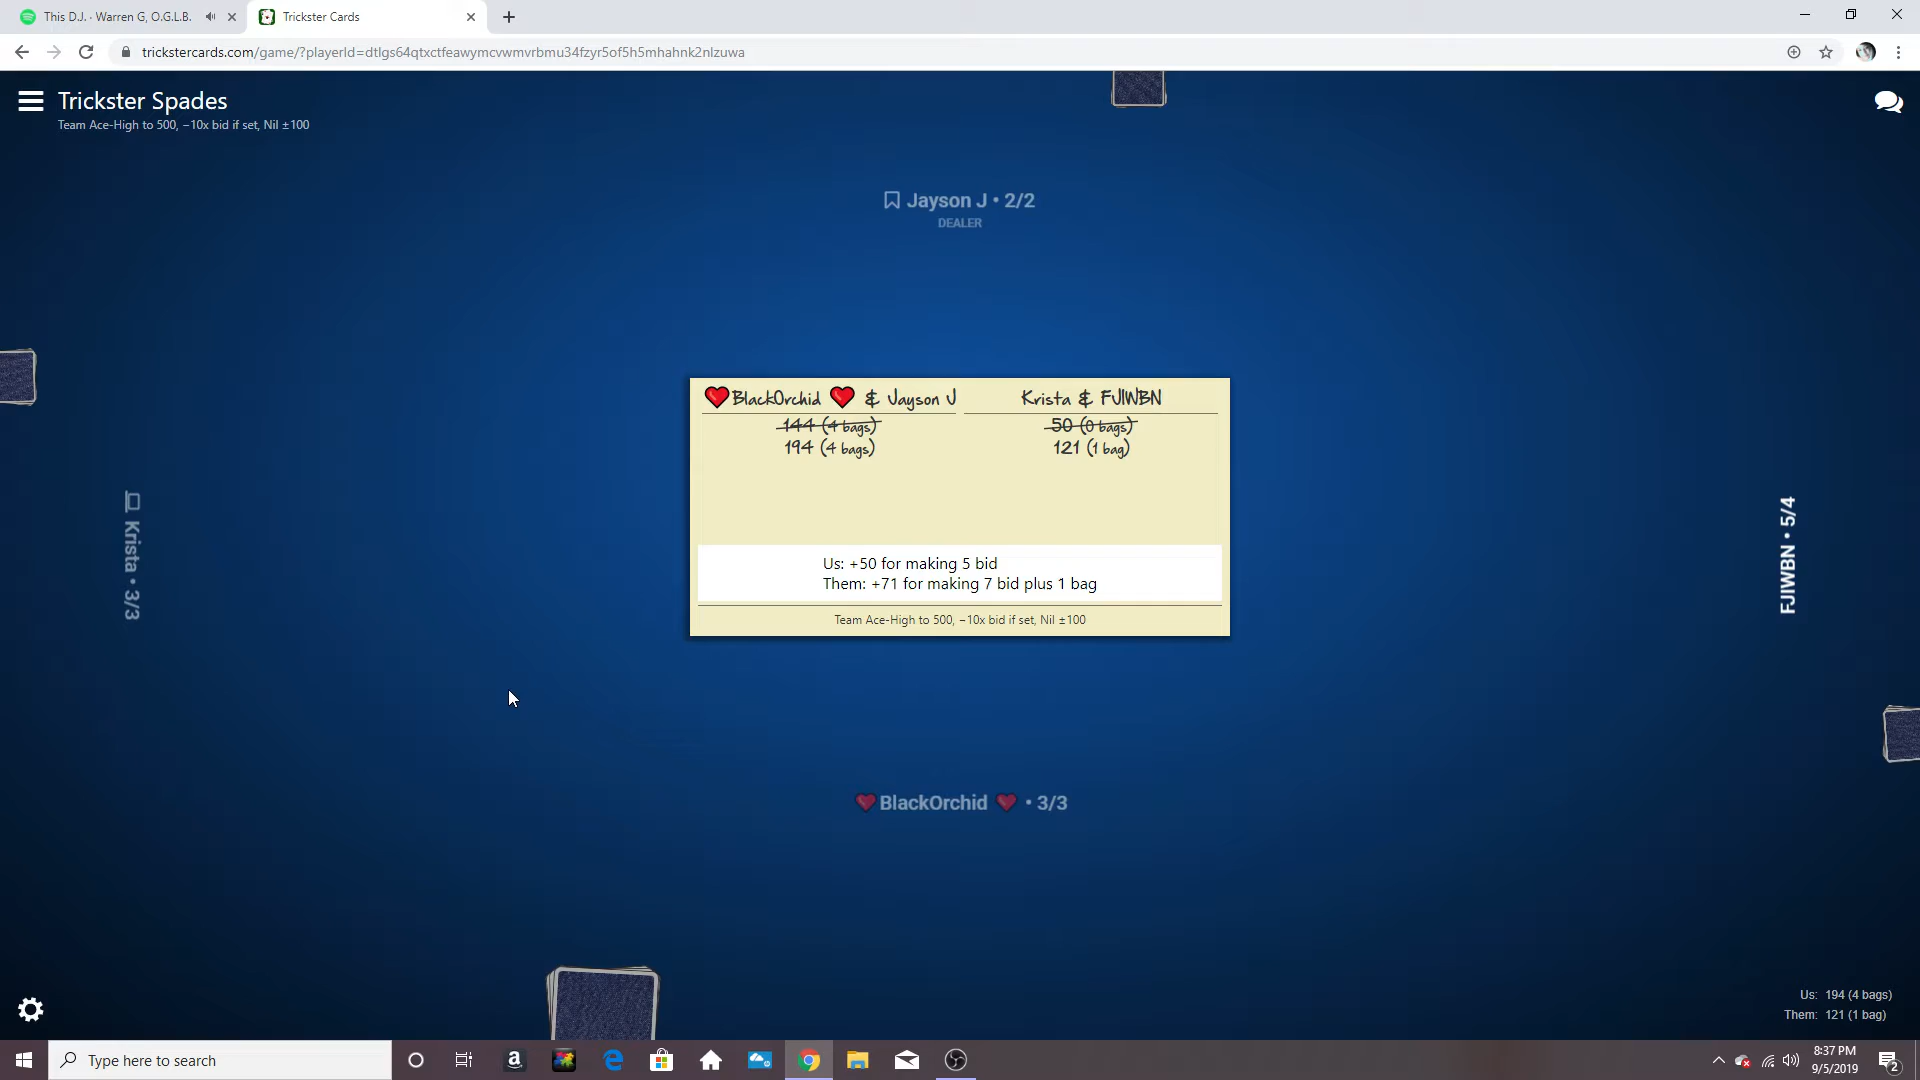 This D.J. · Warren G, O.G.L.B.
Trickster Cards
trickstercards.com/game/?playerId=dtlgs64qtxctfeawymcvwmvrbmu34fzyr5of5h5mhahnk2nlzuwa
Trickster Spades
Team Ace-High to 500, −10x bid if set, Nil ±100
Jayson J • 2/2
DEALER
Krista • 3/3
FJIWBN • 5/4
❤️BlackOrchid ❤️ & Jayson J
Krista & FJIWBN
144 (4 bags)
50 (0 bags)
194 (4 bags)
121 (1 bag)
Us: +50 for making 5 bid
Them: +71 for making 7 bid plus 1 bag
Team Ace-High to 500, −10x bid if set, Nil ±100
❤️BlackOrchid ❤️ • 3/3
Us: 194 (4 bags)
Them: 121 (1 bag)
Type here to search
8:37 PM
9/5/2019
2